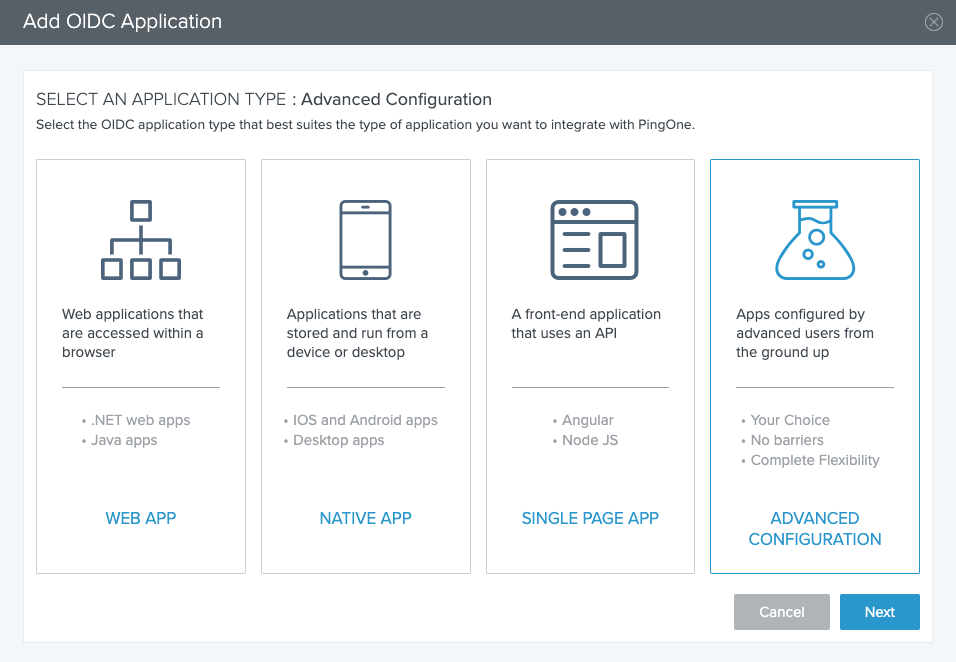 Add OIDC Application
SELECT AN APPLICATION TYPE : Advanced Configuration
Select the OIDC application type that best suites the type of application you want to integrate with PingOne.
Web applications that
are accessed within a
browser
• .NET web apps
• Java apps
WEB APP
Applications that are
stored and run from a
device or desktop
• IOS and Android apps
• Desktop apps
NATIVE APP
A front-end application
that uses an API
• Angular
• Node JS
SINGLE PAGE APP
Apps configured by
advanced users from
the ground up
• Your Choice
• No barriers
• Complete Flexibility
ADVANCED
CONFIGURATION
Cancel
Next